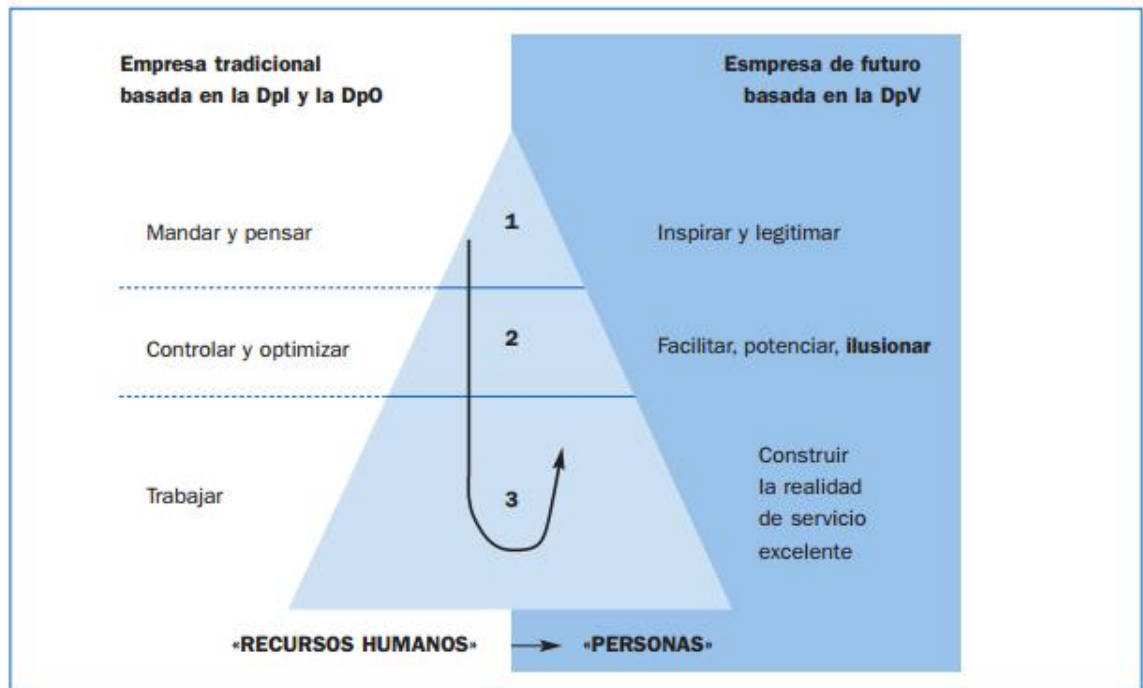 Empresa tradicional
basada en la DpI y la DpO
Esmpresa de futuro
basada en la DpV
Mandar y pensar
1
Inspirar y legitimar
Controlar y optimizar
2
Facilitar, potenciar, ilusionar
Trabajar
3
Construir
la realidad
de servicio
excelente
«RECURSOS HUMANOS»
«PERSONAS»